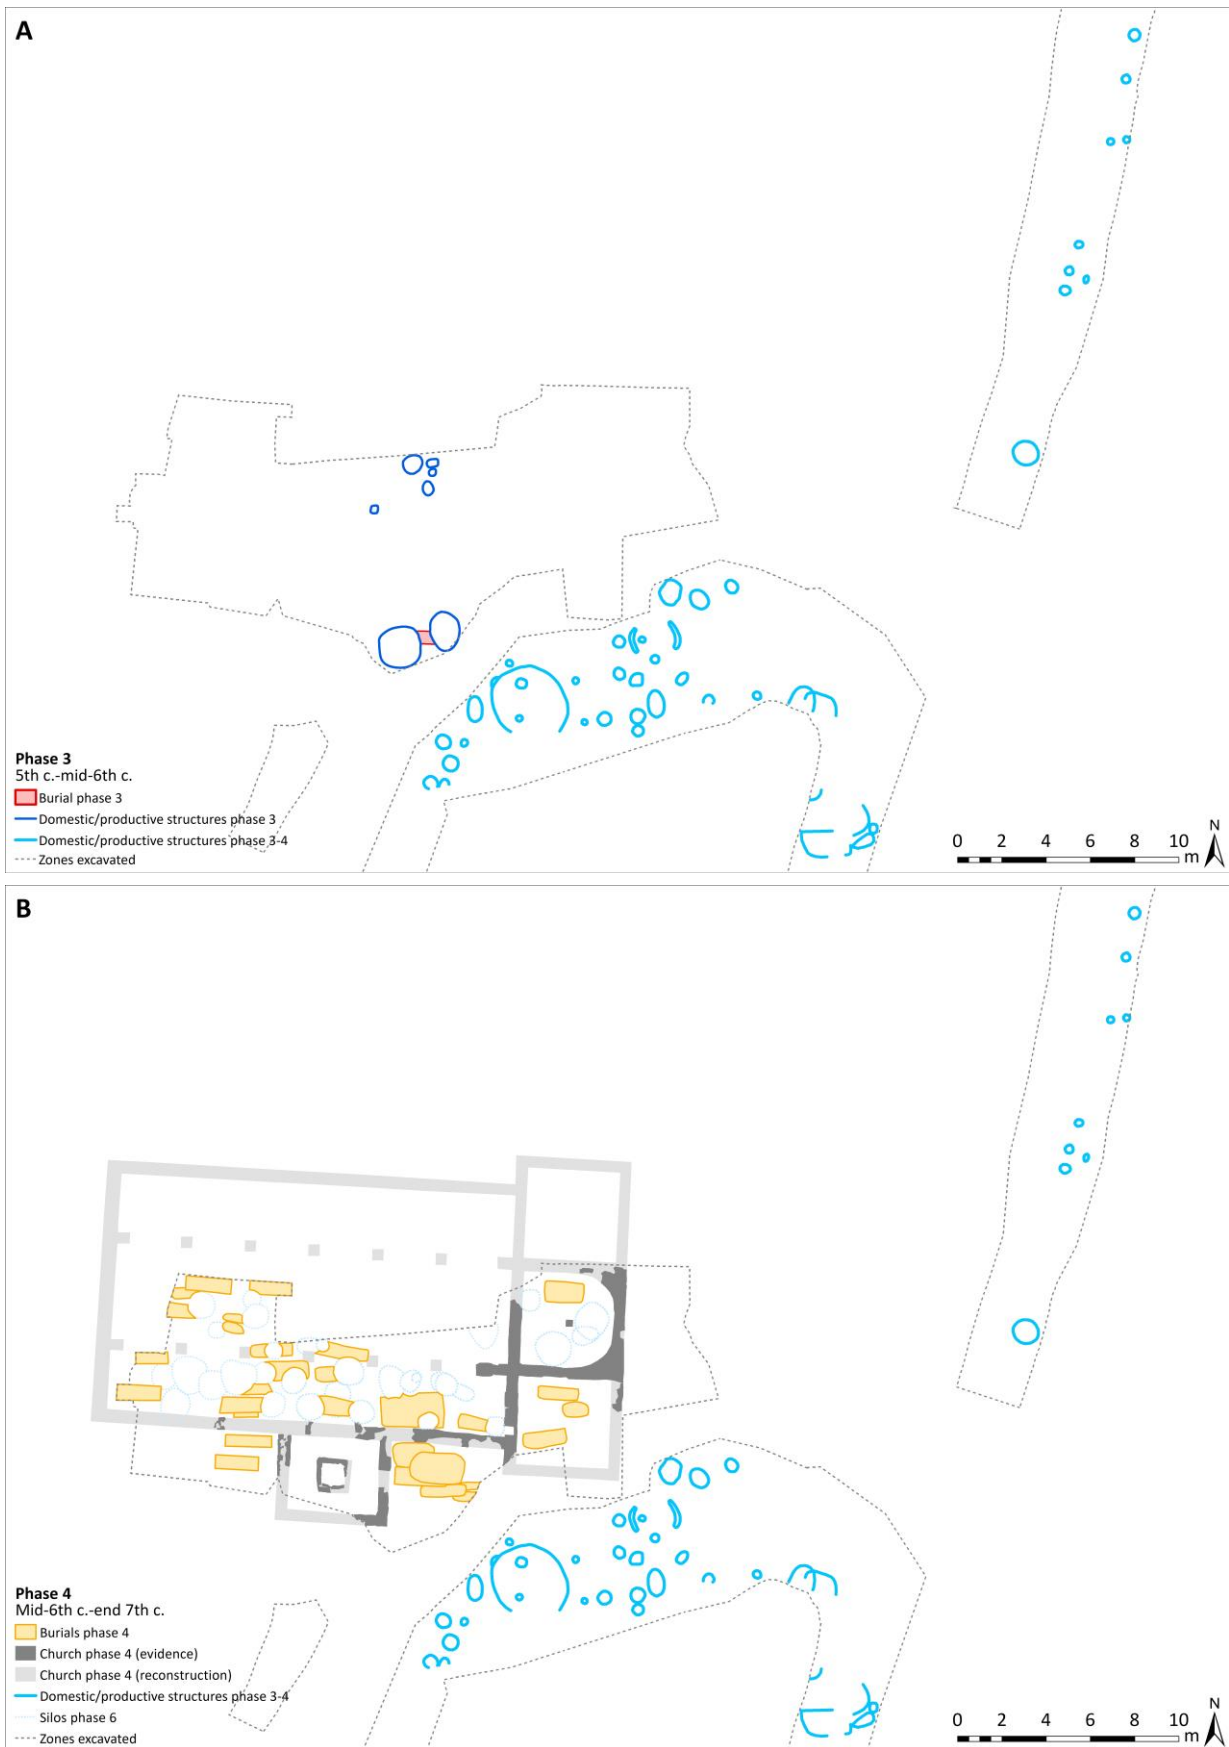 A
Phase 3
5th c.-mid-6th c.
Burial phase 3
Domestic/productive structures phase 3
Domestic/productive structures phase 3-4
Zones excavated
0 2 4 6 8 10
m
N
B
Phase 4
Mid-6th c.-end 7th c.
Burials phase 4
Church phase 4 (evidence)
Church phase 4 (reconstruction)
Domestic/productive structures phase 3-4
Silos phase 6
Zones excavated
0 2 4 6 8 10
m
N